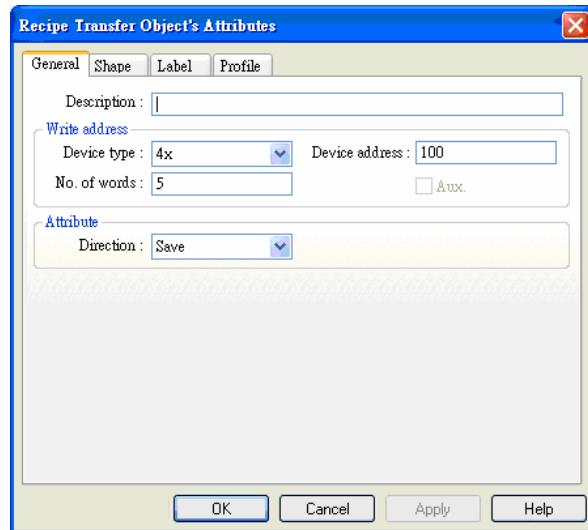 Recipe Transfer Object's Attributes
General Shape Label Profile
Description :
Write address
Device type : 4x Device address : 100
No. of words : 5 Aux.
Attribute
Direction : Save
OK Cancel Apply Help